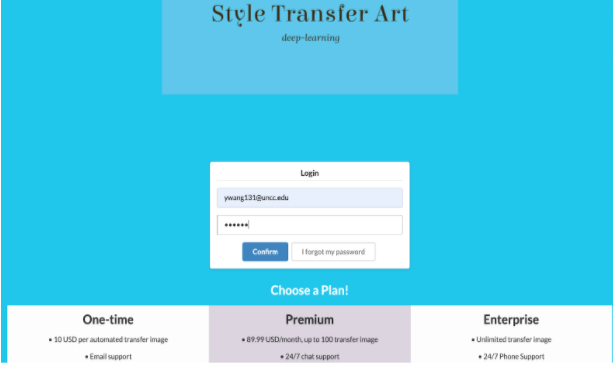 Style Transfer Art
deep-learning
Login
ywang131@uncc.edu
••••••
Confirm
I forgot my password
Choose a Plan!
One-time
• 10 USD per automated transfer image
• Email support
Premium
• 89.99 USD/month, up to 100 transfer image
• 24/7 chat support
Enterprise
• Unlimited transfer image
• 24/7 Phone Support